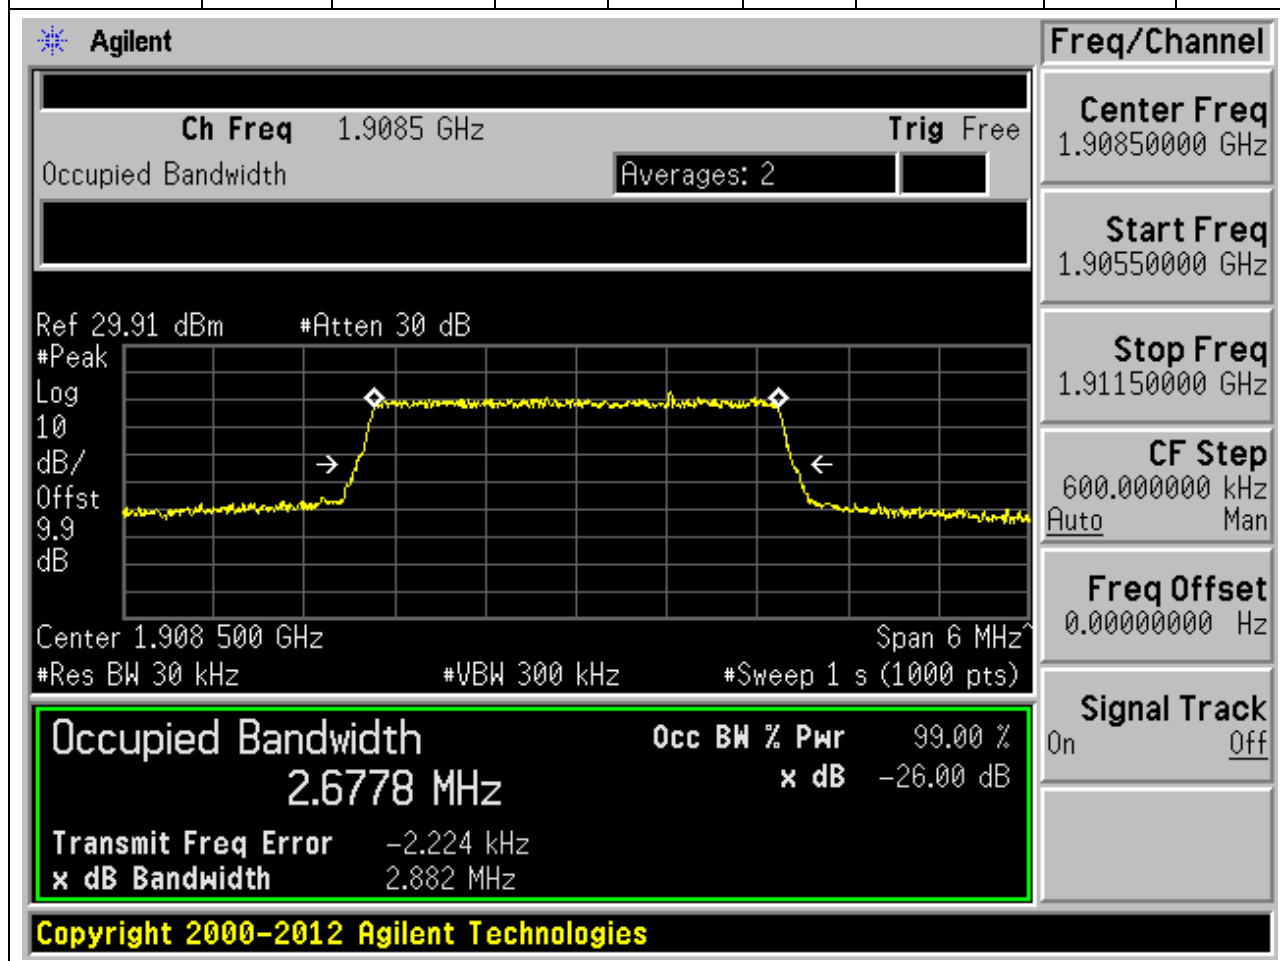 Agilent
Freq/Channel
Ch Freq 1.9085 GHz Trig Free
Occupied Bandwidth Averages: 2
Center Freq
1.90850000 GHz
Start Freq
1.90550000 GHz
Stop Freq
1.91150000 GHz
CF Step
600.000000 kHz
Auto Man
Freq Offset
0.00000000 Hz
Signal Track
On Off
Ref 29.91 dBm #Atten 30 dB
#Peak
Log
10
dB/
Offst
9.9
dB
Center 1.908 500 GHz Span 6 MHz^
#Res BW 30 kHz #VBW 300 kHz #Sweep 1 s (1000 pts)
Occupied Bandwidth Occ BW % Pwr 99.00 %
2.6778 MHz x dB -26.00 dB
Transmit Freq Error -2.224 kHz
x dB Bandwidth 2.882 MHz
Copyright 2000-2012 Agilent Technologies